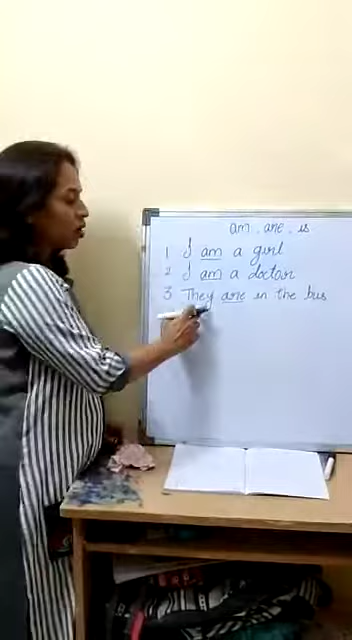 am , are , is
1 I am a girl
2 I am a doctor
3 They are in the bus